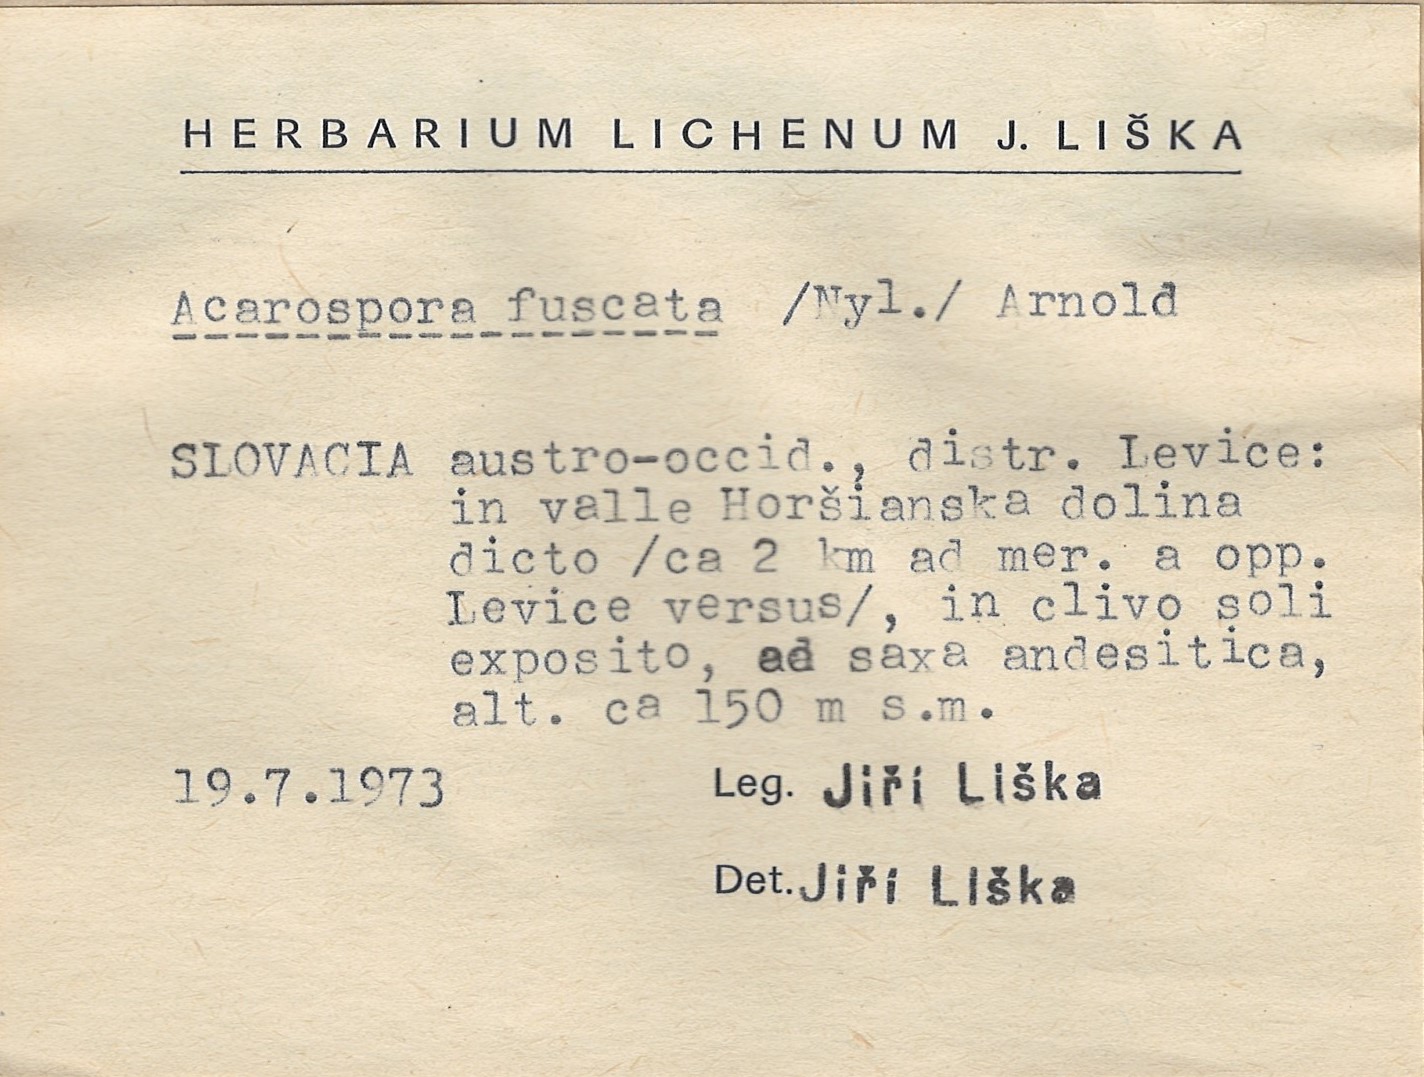 HERBARIUM LICHENUM J. LIŠKA
Acarospora fuscata /Nyl./ Arnold
SLOVACIA austro-occid., distr. Levice:
in valle Horšianska dolina
dicto /ca 2 km ad mer. a opp.
Levice versus/, in clivo soli
exposito, ad saxa andesitica,
alt. ca 150 m s.m.
19.7.1973 Leg. Jiří Liška
Det. Jiří Liška